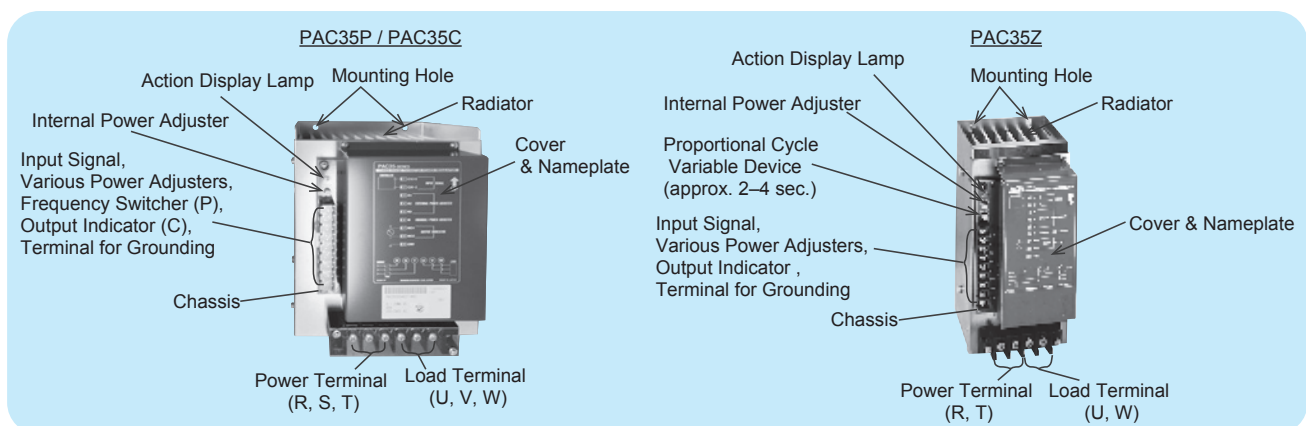 PAC35P / PAC35C
Action Display Lamp
Mounting Hole
Radiator
Internal Power Adjuster
Cover
& Nameplate
Input Signal,
Various Power Adjusters,
Frequency Switcher (P),
Output Indicator (C),
Terminal for Grounding
Chassis
Power Terminal
(R, S, T)
Load Terminal
(U, V, W)
PAC35Z
Action Display Lamp
Mounting Hole
Radiator
Internal Power Adjuster
Proportional Cycle
Variable Device
(approx. 2–4 sec.)
Input Signal,
Various Power Adjusters,
Output Indicator ,
Terminal for Grounding
Cover & Nameplate
Chassis
Power Terminal
(R, T)
Load Terminal
(U, W)